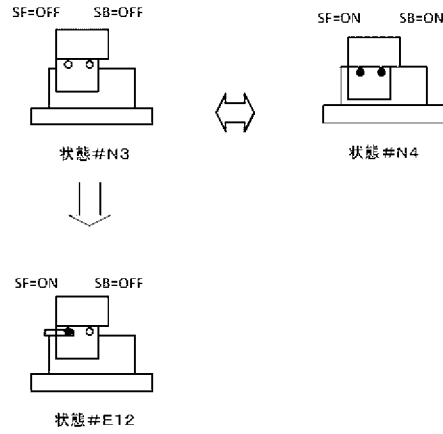 SF=OFF SB=OFF
SF=ON SB=ON
状態#N3
状態#N4
SF=ON SB=OFF
状態#E12